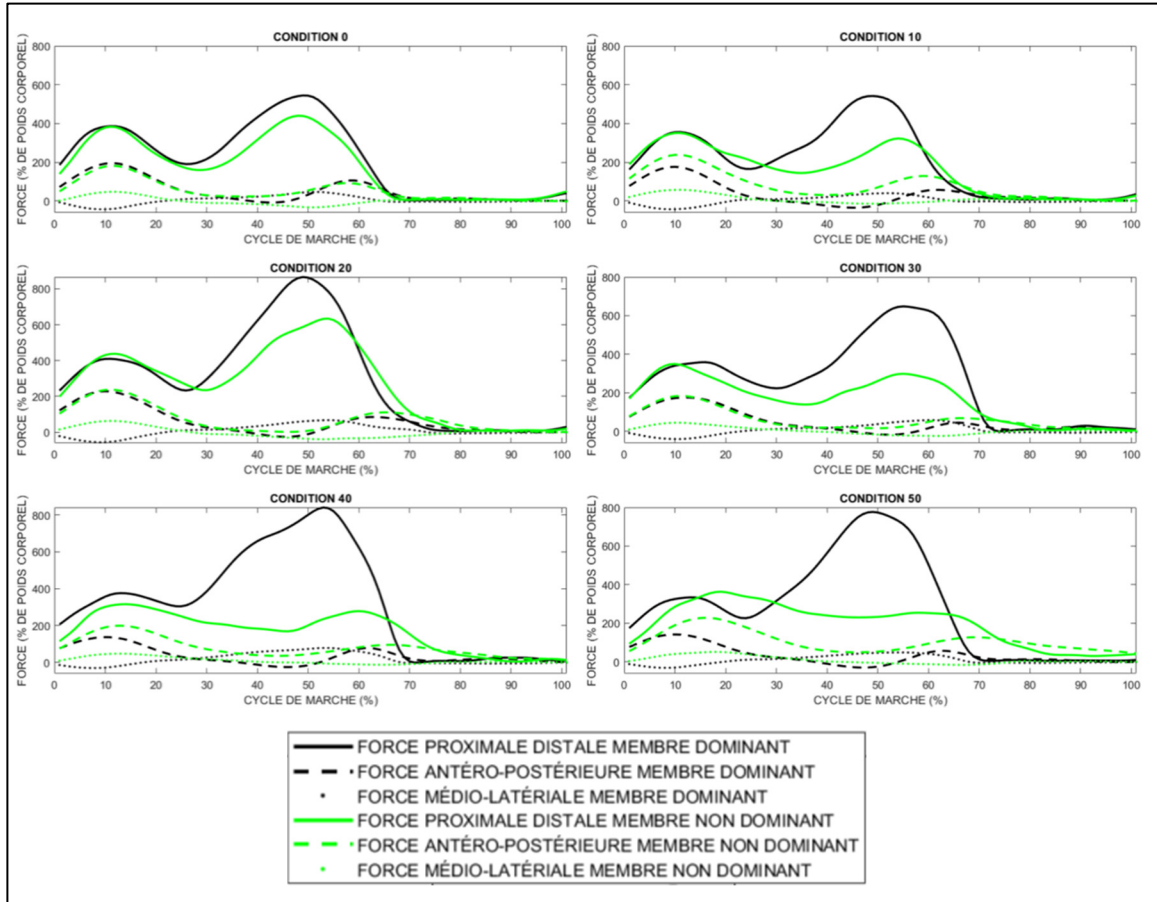 CONDITION 0
FORCE (% DE POIDS CORPOREL)
800
600
400
200
0
0 10 20 30 40 50 60 70 80 90 100
CYCLE DE MARCHE (%)
CONDITION 10
FORCE (% DE POIDS CORPOREL)
800
600
400
200
0
0 10 20 30 40 50 60 70 80 90 100
CYCLE DE MARCHE (%)
CONDITION 20
FORCE (% DE POIDS CORPOREL)
800
600
400
200
0
0 10 20 30 40 50 60 70 80 90 100
CYCLE DE MARCHE (%)
CONDITION 30
FORCE (% DE POIDS CORPOREL)
800
600
400
200
0
0 10 20 30 40 50 60 70 80 90 100
CYCLE DE MARCHE (%)
CONDITION 40
FORCE (% DE POIDS CORPOREL)
800
600
400
200
0
0 10 20 30 40 50 60 70 80 90 100
CYCLE DE MARCHE (%)
CONDITION 50
FORCE (% DE POIDS CORPOREL)
800
600
400
200
0
0 10 20 30 40 50 60 70 80 90 100
CYCLE DE MARCHE (%)
FORCE PROXIMALE DISTALE MEMBRE DOMINANT
FORCE ANTÉRO-POSTÉRIEURE MEMBRE DOMINANT
FORCE MÉDIO-LATÉRIALE MEMBRE DOMINANT
FORCE PROXIMALE DISTALE MEMBRE NON DOMINANT
FORCE ANTÉRO-POSTÉRIEURE MEMBRE NON DOMINANT
FORCE MÉDIO-LATÉRIALE MEMBRE NON DOMINANT